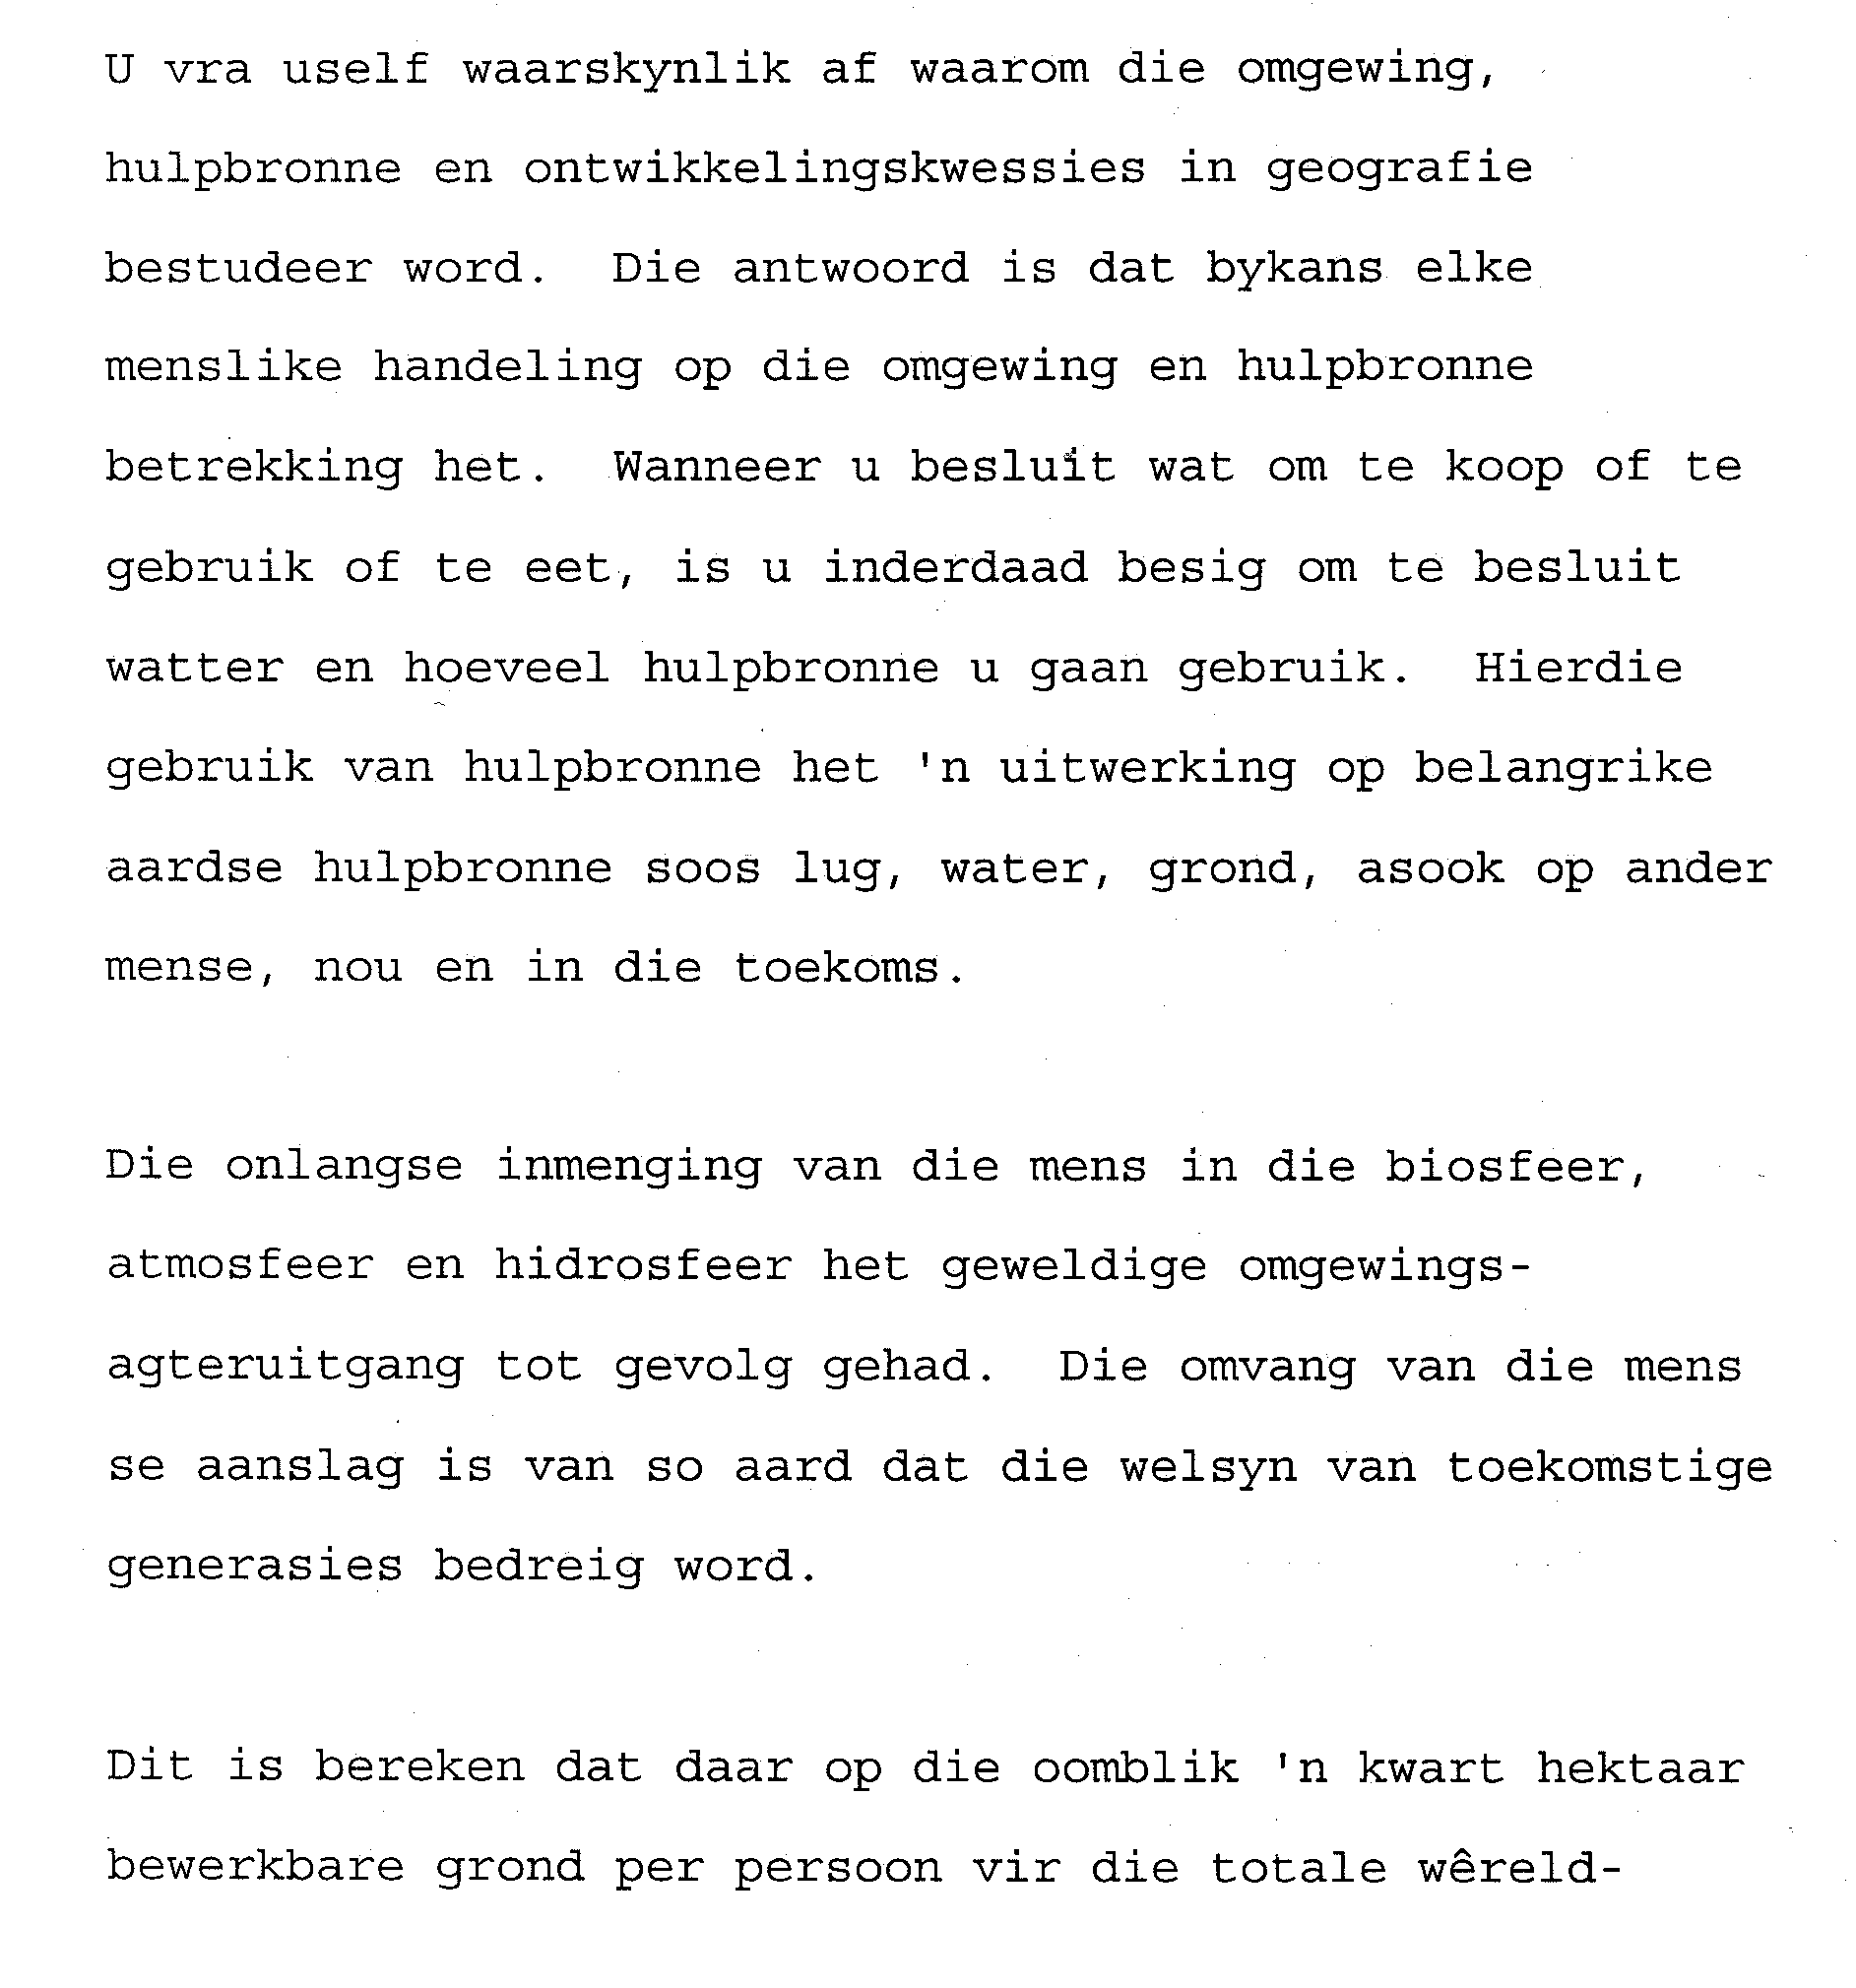 U vra uself waarskynlik af waarom die omgewing,
hulpbronne en ontwikkelingskwessies in geografie
bestudeer word.  Die antwoord is dat bykans elke
menslike handeling op die omgewing en hulpbronne
betrekking het.  Wanneer u besluit wat om te koop of te
gebruik of te eet, is u inderdaad besig om te besluit
watter en hoeveel hulpbronne u gaan gebruik.  Hierdie
gebruik van hulpbronne het 'n uitwerking op belangrike
aardse hulpbronne soos lug, water, grond, asook op ander
mense, nou en in die toekoms.

Die onlangse inmenging van die mens in die biosfeer,
atmosfeer en hidrosfeer het geweldige omgewings-
agteruitgang tot gevolg gehad.  Die omvang van die mens
se aanslag is van so aard dat die welsyn van toekomstige
generasies bedreig word.

Dit is bereken dat daar op die oomblik 'n kwart hektaar
bewerkbare grond per persoon vir die totale wêreld-